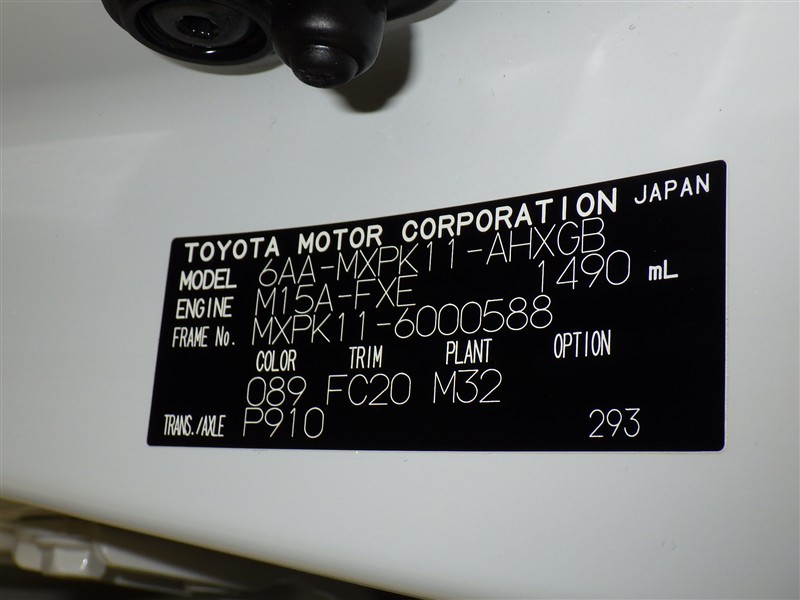 TOYOTA MOTOR CORPORATION JAPAN
MODEL 6AA-MXPK11-AHXGB
ENGINE M15A-FXE 1490 mL
FRAME No. MXPK11-6000588
COLOR TRIM PLANT OPTION
089 FC20 M32
TRANS./AXLE P910 293